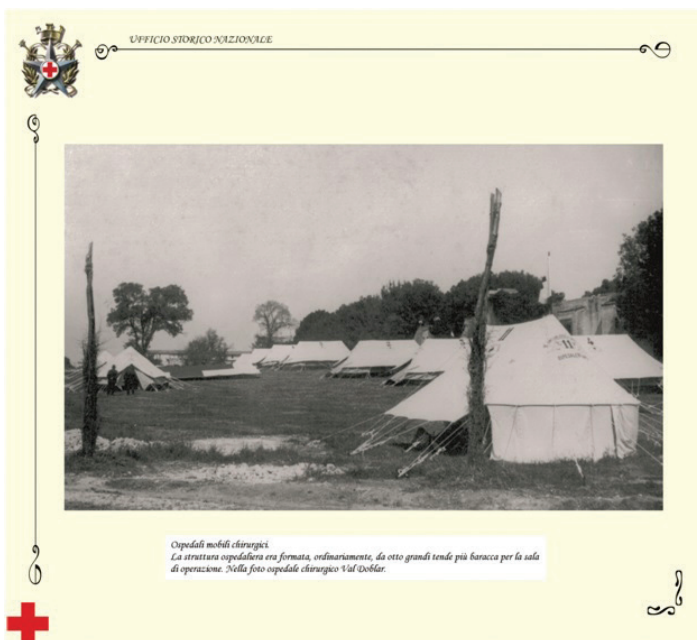 UFFICIO STORICO NAZIONALE
Ospedali mobili chirurgici.
La struttura ospedaliera era formata, ordinariamente, da otto grandi tende più baracca per la sala
di operazione. Nella foto ospedale chirurgico Val Doblar.